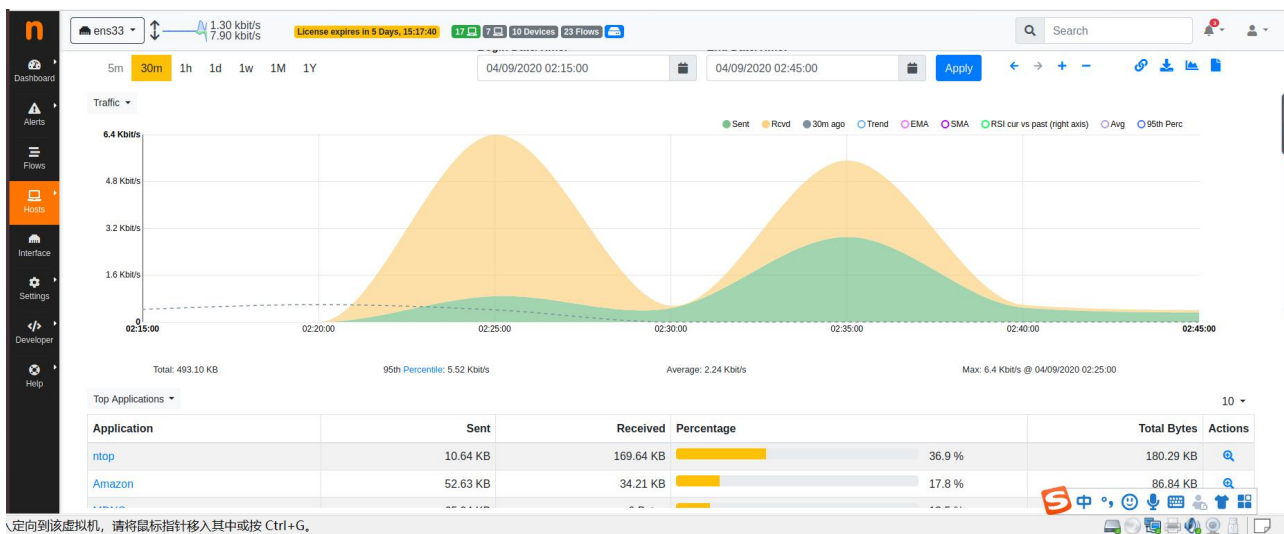 n
ens33
1.30 kbit/s
7.90 kbit/s
License expires in 5 Days, 15:17:40
17
7
10 Devices
23 Flows
Search
3
Dashboard
Alerts
Flows
Hosts
Interface
Settings
Developer
Help
5m 30m 1h 1d 1w 1M 1Y
04/09/2020 02:15:00
04/09/2020 02:45:00
Apply
Traffic
Sent Rcvd 30m ago Trend EMA SMA RSI cur vs past (right axis) Avg 95th Perc
6.4 Kbit/s
4.8 Kbit/s
3.2 Kbit/s
1.6 Kbit/s
0
02:15:00 02:20:00 02:25:00 02:30:00 02:35:00 02:40:00 02:45:00
Total: 493.10 KB 95th Percentile: 5.52 Kbit/s Average: 2.24 Kbit/s Max: 6.4 Kbit/s @ 04/09/2020 02:25:00
Top Applications 10
Application Sent Received Percentage Total Bytes Actions
ntop 10.64 KB 169.64 KB 36.9 % 180.29 KB
Amazon 52.63 KB 34.21 KB 17.8 % 86.84 KB
S 中 °,
定向到该虚拟机，请将鼠标指针移入其中或按 Ctrl+G。